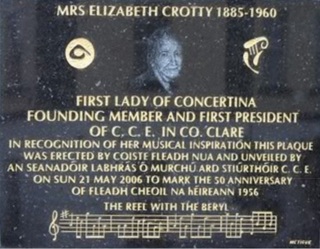 MRS ELIZABETH CROTTY 1885-1960
FIRST LADY OF CONCERTINA
FOUNDING MEMBER AND FIRST PRESIDENT
OF C. C. E. IN CO. CLARE
IN RECOGNITION OF HER MUSICAL INSPIRATION THIS PLAQUE
WAS ERECTED BY COISTE FLEADH NUA AND UNVEILED BY
AN SEANADÓIR LABHRÁS Ó MURCHÚ ARD STIÚRTHÓIR C. C. E.
ON SUN 21 MAY 2006 TO MARK THE 50 ANNIVERSARY
OF FLEADH CHEOIL NA HÉIREANN 1956
THE REEL WITH THE BERYL